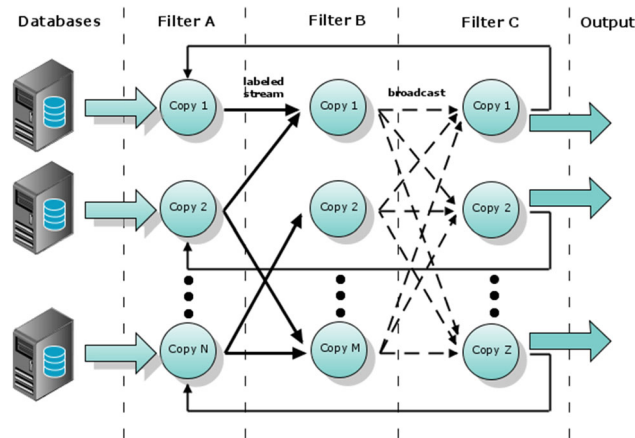 Databases
Filter A
Filter B
Filter C
Output
labeled
stream
broadcast
Copy 1
Copy 1
Copy 1
Copy 2
Copy 2
Copy 2
Copy N
Copy M
Copy Z